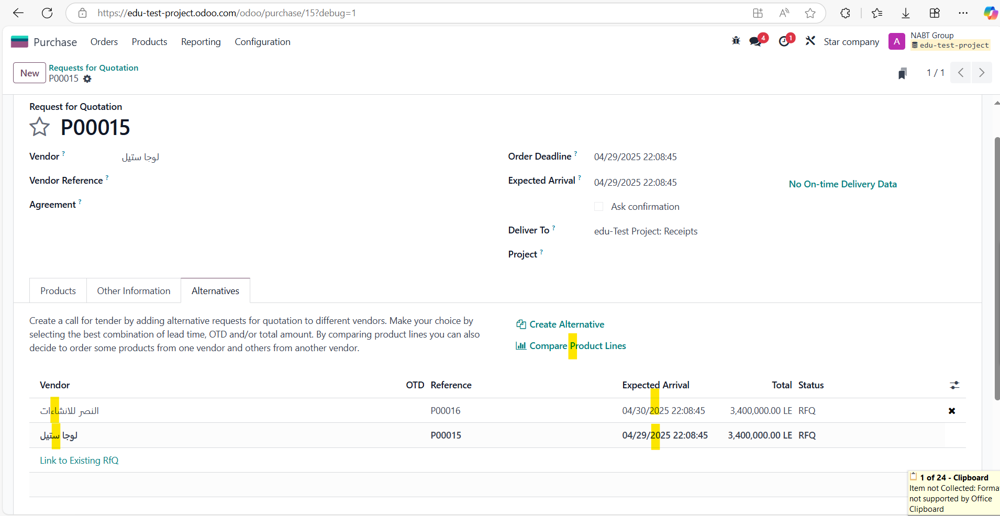 https://edu-test-project.odoo.com/odoo/purchase/15?debug=1
Purchase Orders Products Reporting Configuration 4 1 Star company A NABT Group
edu-test-project
New Requests for Quotation
P00015 1 / 1
Request for Quotation
P00015
Vendor ? لوجا ستيل Order Deadline ? 04/29/2025 22:08:45
Vendor Reference ? Expected Arrival ? 04/29/2025 22:08:45 No On-time Delivery Data
Agreement ? Ask confirmation
Deliver To ? edu-Test Project: Receipts
Project ?
Products Other Information Alternatives
Create a call for tender by adding alternative requests for quotation to different vendors. Make your choice by
selecting the best combination of lead time, OTD and/or total amount. By comparing product lines you can also
decide to order some products from one vendor and others from another vendor.
Create Alternative
Compare Product Lines
Vendor OTD Reference Expected Arrival Total Status
النصر للانشاءات P00016 04/30/2025 22:08:45 3,400,000.00 LE RFQ
لوجا ستيل P00015 04/29/2025 22:08:45 3,400,000.00 LE RFQ
Link to Existing RfQ
1 of 24 - Clipboard
Item not Collected: Forma
not supported by Office
Clipboard